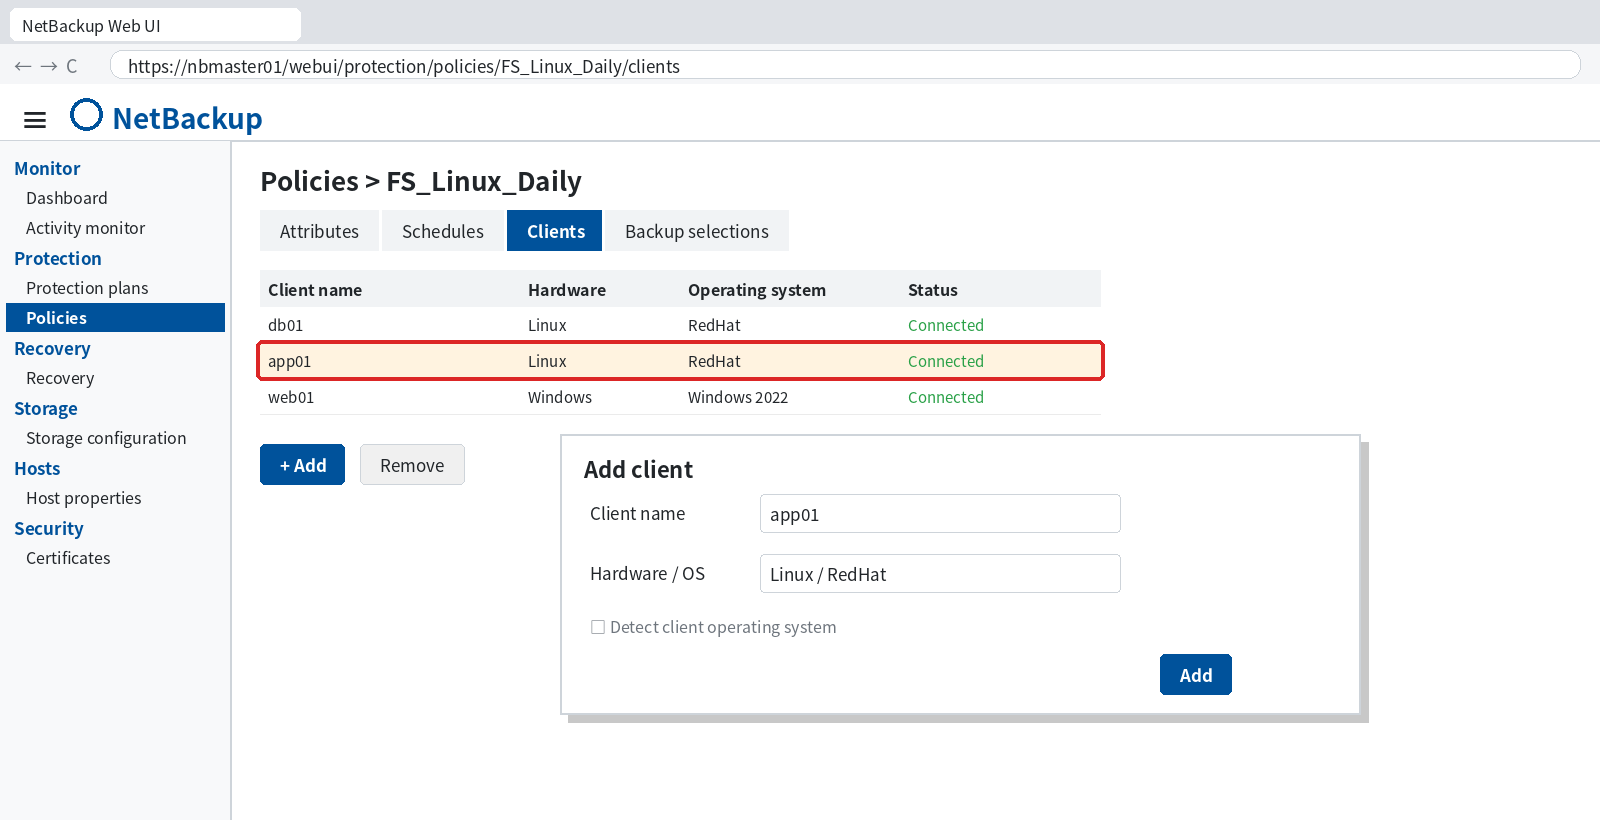 NetBackup Web UI
← → C https://nbmaster01/webui/protection/policies/FS_Linux_Daily/clients
NetBackup
Monitor
Dashboard
Activity monitor
Protection
Protection plans
Policies
Recovery
Recovery
Storage
Storage configuration
Hosts
Host properties
Security
Certificates
Policies > FS_Linux_Daily
Attributes Schedules Clients Backup selections
Client name Hardware Operating system Status
db01 Linux RedHat Connected
app01 Linux RedHat Connected
web01 Windows Windows 2022 Connected
+ Add Remove
Add client
Client name app01
Hardware / OS Linux / RedHat
☐ Detect client operating system
Add